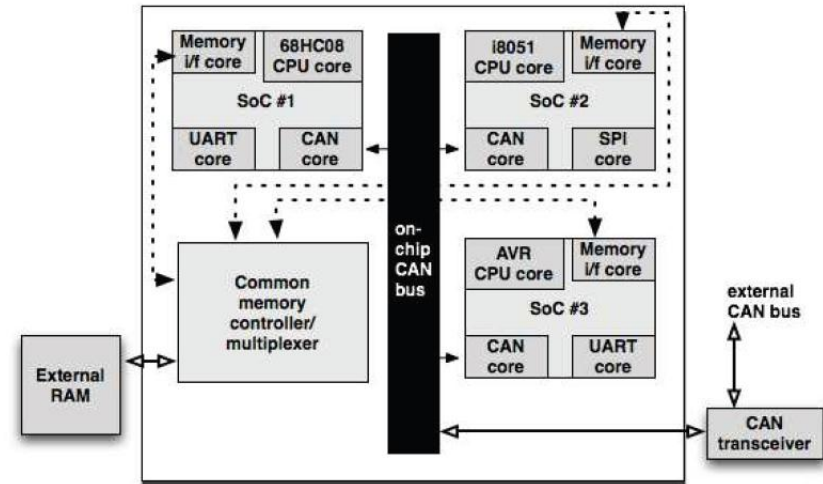 Memory
i/f core
68HC08
CPU core
SoC #1
UART
core
CAN
core
i8051
CPU core
Memory
i/f core
SoC #2
CAN
core
SPI
core
on-
chip
CAN
bus
Common
memory
controller/
multiplexer
AVR
CPU core
Memory
i/f core
SoC #3
CAN
core
UART
core
External
RAM
external
CAN bus
CAN
transceiver